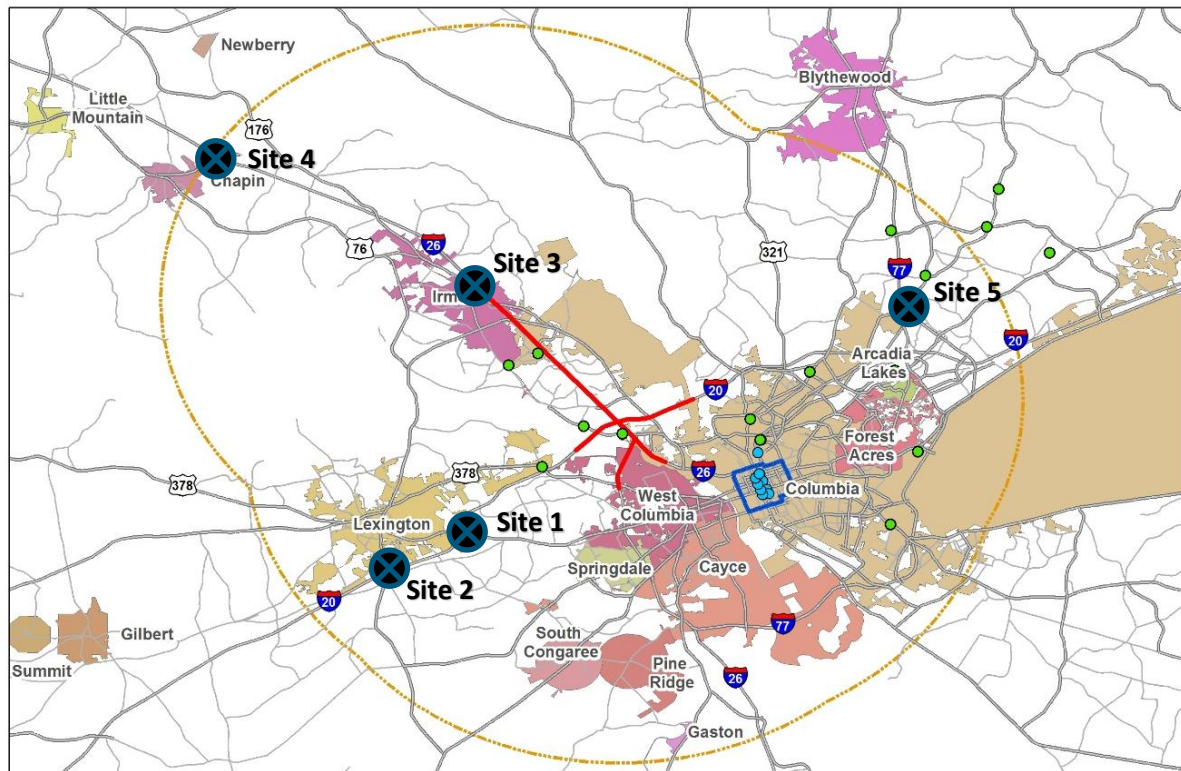 Newberry
Blythewood
Little
Mountain
176
Site 4
Chapin
76
26
Site 3
Irm
321
77
Site 5
20
Arcadia
Lakes
20
Forest
Acres
378
378
26
Columbia
West
Columbia
Lexington
Site 1
Site 2
Springdale
Cayce
20
77
Gilbert
Summit
South
Congaree
Pine
Ridge
26
Gaston